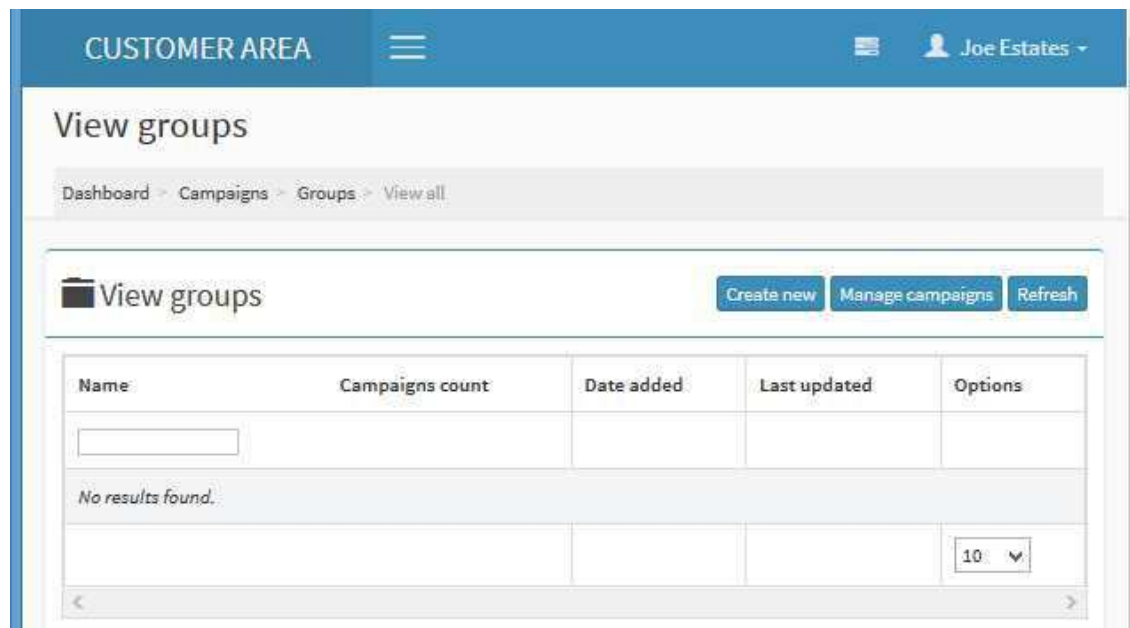 CUSTOMER AREA Joe Estates
View groups
Dashboard > Campaigns > Groups > View all
View groups Create new Manage campaigns Refresh
Name Campaigns count Date added Last updated Options
No results found.
10